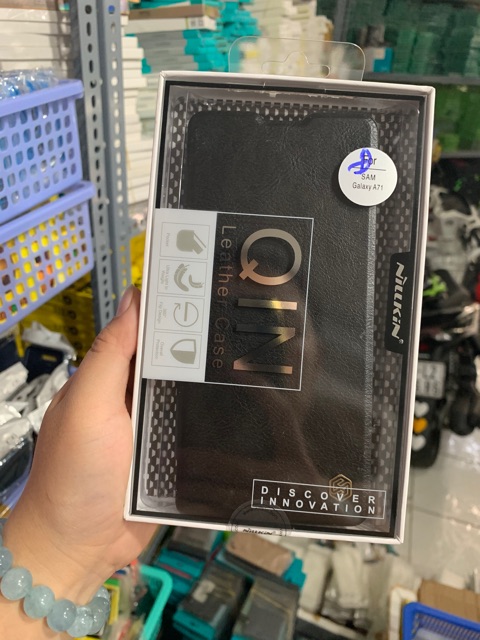 For
SAM
Galaxy A71
QIN
Leather Case
NILLKIN®
DISCOVER
INNOVATION